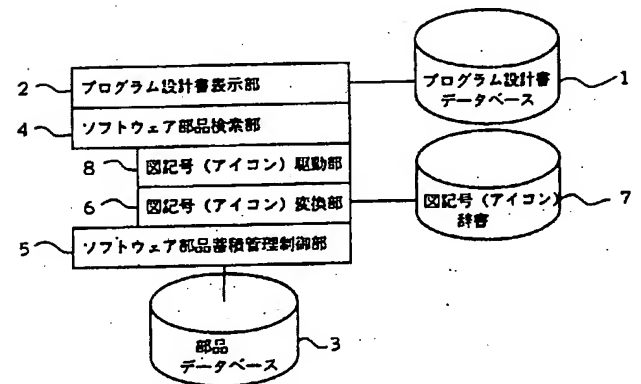 2 プログラム設計書表示部
プログラム設計書
データベース
1
4 ソフトウェア部品検索部
8 図記号(アイコン)駆動部
6 図記号(アイコン)変換部
図記号(アイコン)
辞書
7
5 ソフトウェア部品蓄積管理制御部
部品
データベース
3